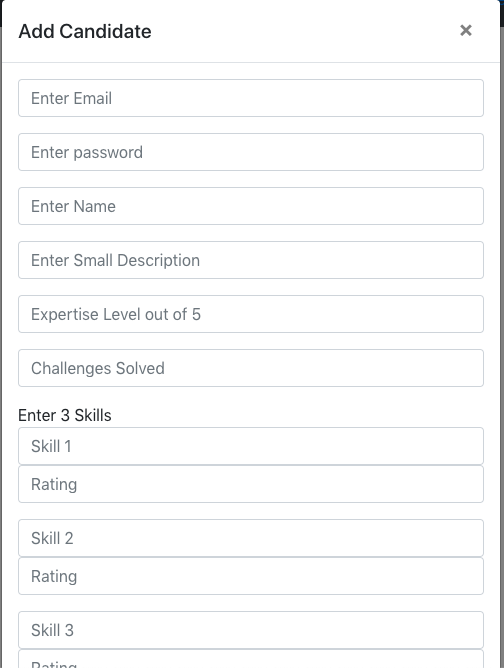 Add Candidate ×
Enter Email
Enter password
Enter Name
Enter Small Description
Expertise Level out of 5
Challenges Solved
Enter 3 Skills
Skill 1
Rating
Skill 2
Rating
Skill 3
Rating